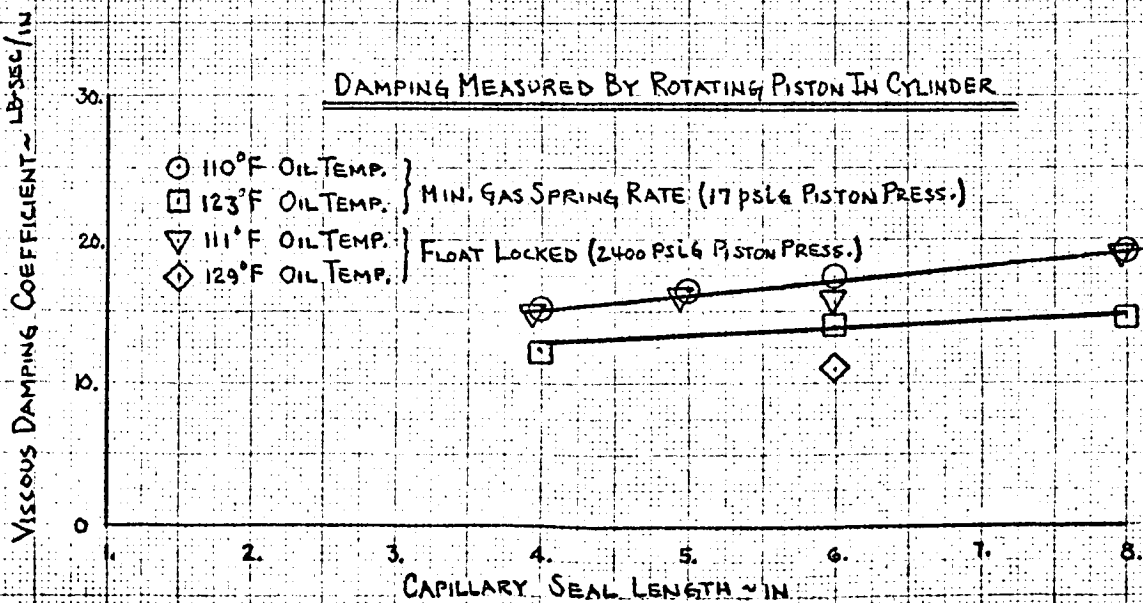 DAMPING MEASURED BY ROTATING PISTON IN CYLINDER
VISCOUS DAMPING COEFFICIENT ~ LB-SEC/IN
30.
20.
10.
0
110°F OIL TEMP.
123°F OIL TEMP.
MIN. GAS SPRING RATE (17 psig PISTON PRESS.)
111°F OIL TEMP.
129°F OIL TEMP.
FLOAT LOCKED (2400 PSIG PISTON PRESS.)
1. 2. 3. 4. 5. 6. 7. 8.
CAPILLARY SEAL LENGTH ~ IN